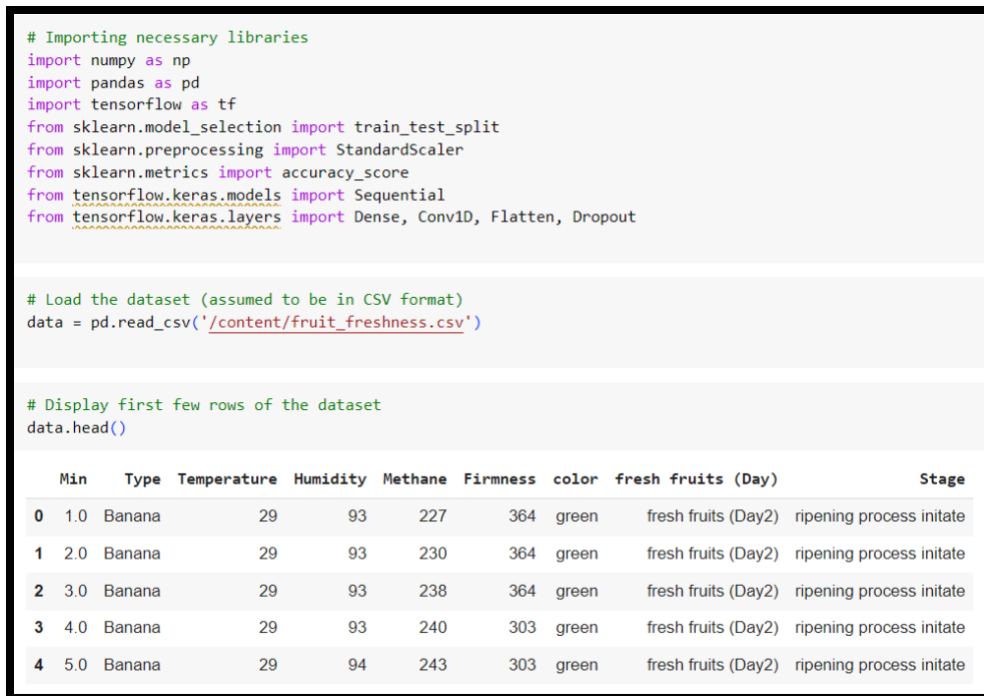 # Importing necessary libraries
import numpy as np
import pandas as pd
import tensorflow as tf
from sklearn.model_selection import train_test_split
from sklearn.preprocessing import StandardScaler
from sklearn.metrics import accuracy_score
from tensorflow.keras.models import Sequential
from tensorflow.keras.layers import Dense, Conv1D, Flatten, Dropout
# Load the dataset (assumed to be in CSV format)
data = pd.read_csv('/content/fruit_freshness.csv')
# Display first few rows of the dataset
data.head()
Min Type Temperature Humidity Methane Firmness color fresh fruits (Day) Stage
0 1.0 Banana 29 93 227 364 green fresh fruits (Day2) ripening process initate
1 2.0 Banana 29 93 230 364 green fresh fruits (Day2) ripening process initate
2 3.0 Banana 29 93 238 364 green fresh fruits (Day2) ripening process initate
3 4.0 Banana 29 93 240 303 green fresh fruits (Day2) ripening process initate
4 5.0 Banana 29 94 243 303 green fresh fruits (Day2) ripening process initate